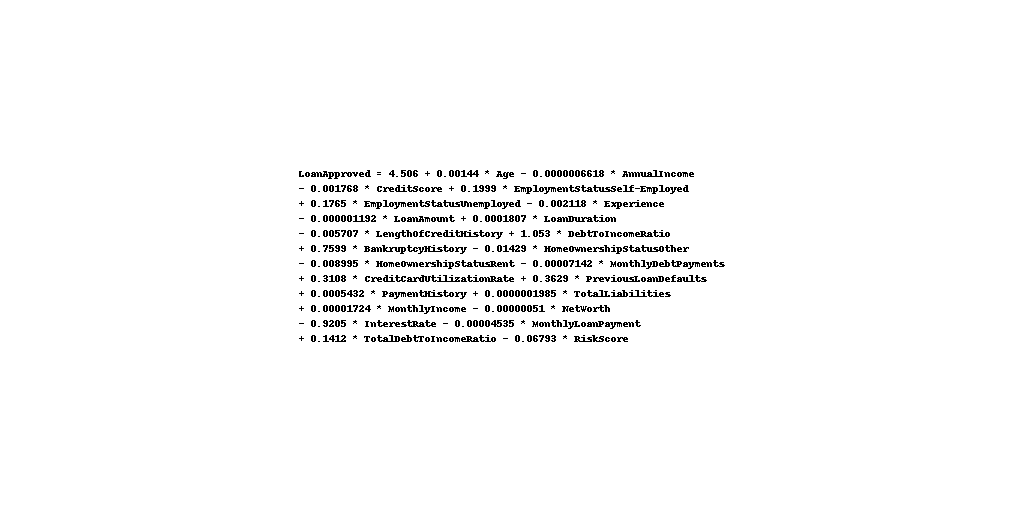 LoanApproved = 4.506 + 0.00144 * Age - 0.0000006618 * AnnualIncome
- 0.001768 * CreditScore + 0.1999 * EmploymentStatusSelf-Employed
+ 0.1765 * EmploymentStatusUnemployed - 0.002118 * Experience
- 0.000001192 * LoanAmount + 0.0001807 * LoanDuration
- 0.005707 * LengthOfCreditHistory + 1.053 * DebtToIncomeRatio
+ 0.7599 * BankruptcyHistory - 0.01429 * HomeOwnershipStatusOther
- 0.008995 * HomeOwnershipStatusRent - 0.00007142 * MonthlyDebtPayments
+ 0.3108 * CreditCardUtilizationRate + 0.3629 * PreviousLoanDefaults
+ 0.0005432 * PaymentHistory + 0.0000001985 * TotalLiabilities
+ 0.00001724 * MonthlyIncome - 0.00000051 * NetWorth
- 0.9205 * InterestRate - 0.00004535 * MonthlyLoanPayment
+ 0.1412 * TotalDebtToIncomeRatio - 0.06793 * RiskScore